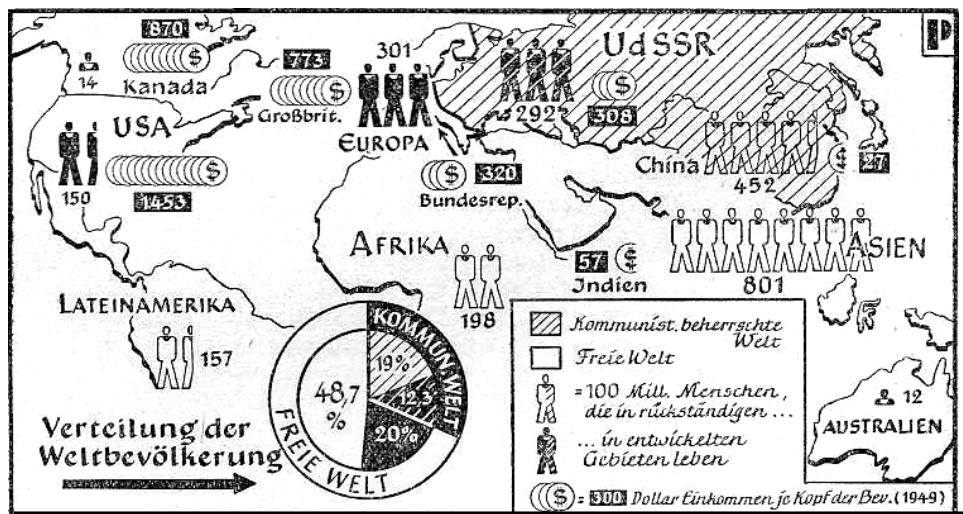 870
$
14
Kanada
773
$
Großbrit.
301
EUROPA
UdSSR
292
$
308
P
USA
150
$
1453
$
320
Bundesrep.
China
452
$
27
AFRIKA
198
57
$
Indien
801
ASIEN
LATEINAMERIKA
157
KOMMUN. WELT
19%
12,3
20%
48,7
%
FREIE WELT
Verteilung der
Weltbevölkerung
Kommunist. beherrschte
Welt
Freie Welt
= 100 Mill. Menschen,
die in rückständigen ...
... in entwickelten
Gebieten leben
$ = 300 Dollar Einkommen je Kopf der Bev. (1949)
12
AUSTRALIEN